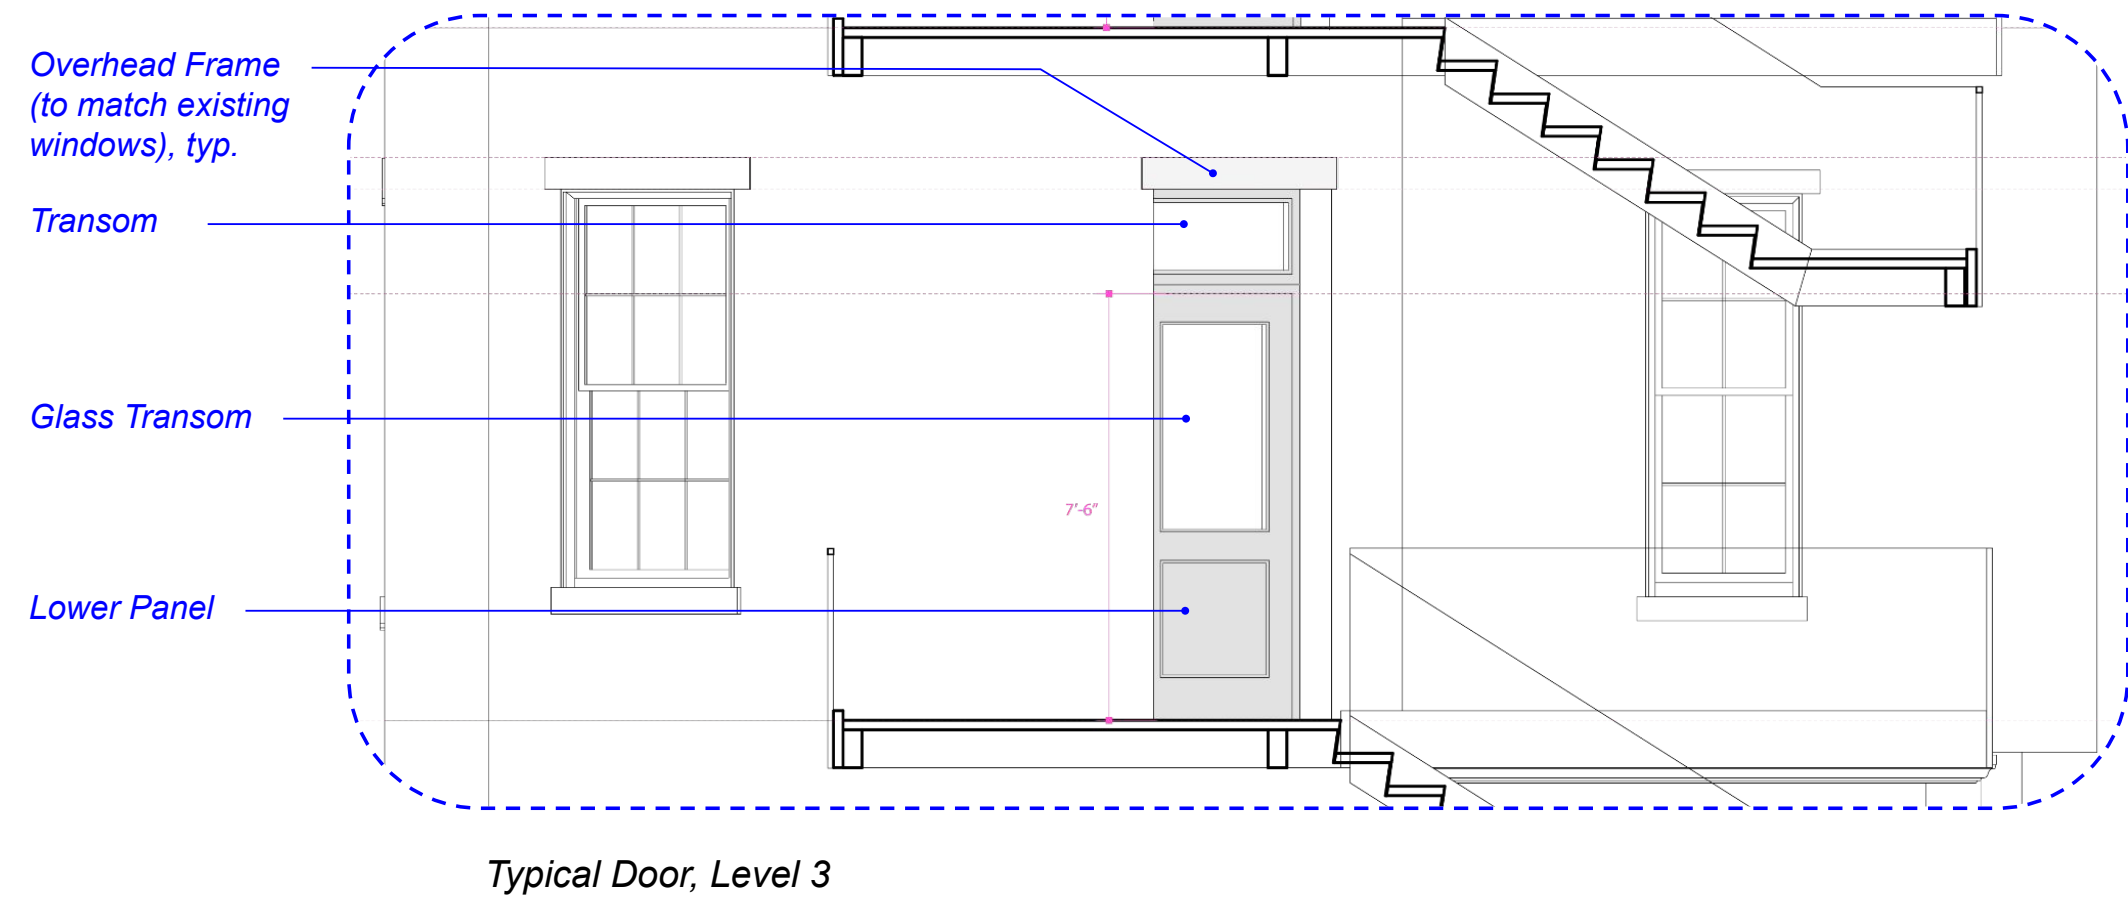 Overhead Frame
(to match existing
windows), typ.
Transom
Glass Transom
7'-6"
Lower Panel
Typical Door, Level 3